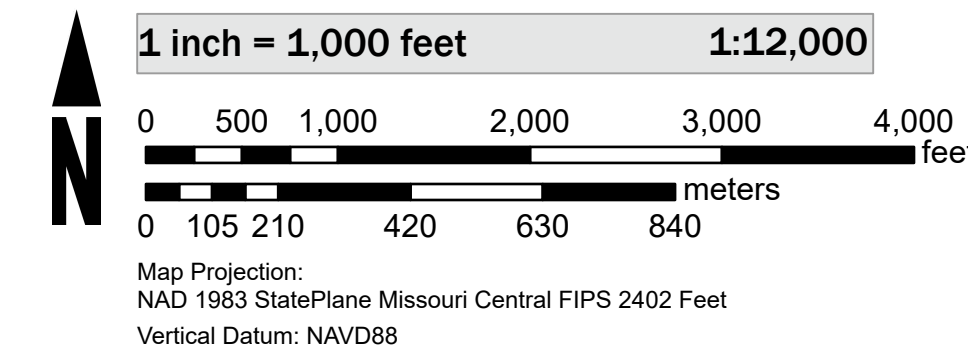 1 inch = 1,000 feet 1:12,000
0 500 1,000 2,000 3,000 4,000
feet
meters
0 105 210 420 630 840
N
Map Projection:
NAD 1983 StatePlane Missouri Central FIPS 2402 Feet
Vertical Datum: NAVD88